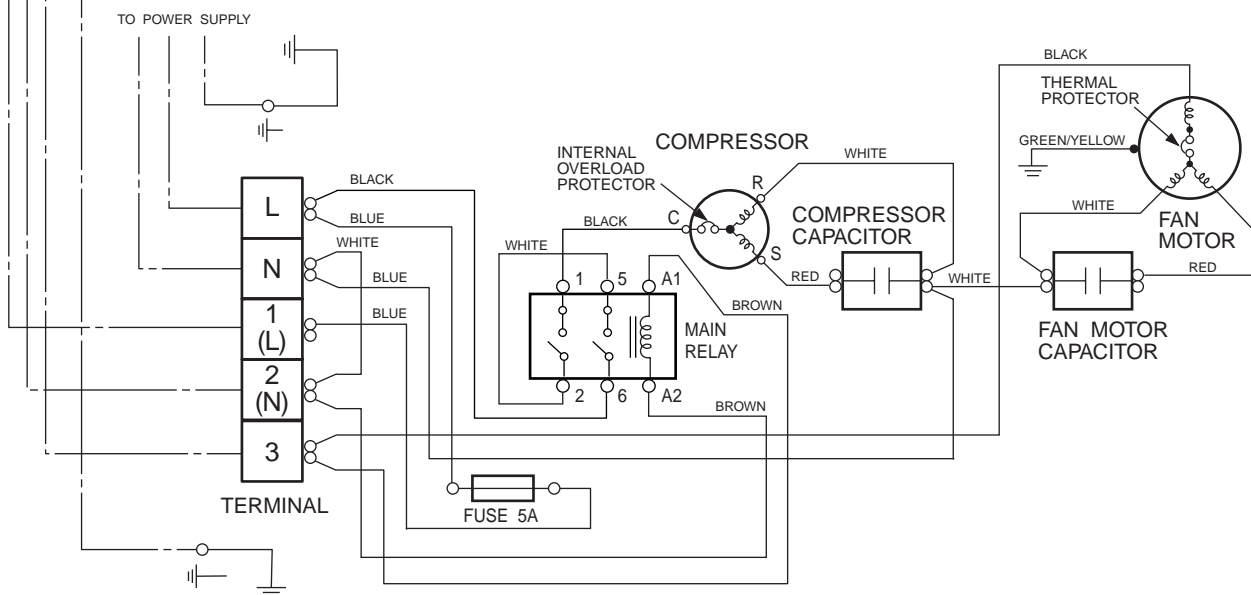 TO POWER SUPPLY
BLACK
THERMAL
PROTECTOR
GREEN/YELLOW
COMPRESSOR
INTERNAL
OVERLOAD
PROTECTOR
WHITE
R
C
S
BLACK
BLACK
BLUE
WHITE
BLUE
BLUE
L
N
1
(L)
2
(N)
3
TERMINAL
WHITE
COMPRESSOR
CAPACITOR
RED
WHITE
WHITE
FAN
MOTOR
RED
FAN MOTOR
CAPACITOR
1
5
A1
BROWN
MAIN
RELAY
2
6
A2
BROWN
FUSE 5A